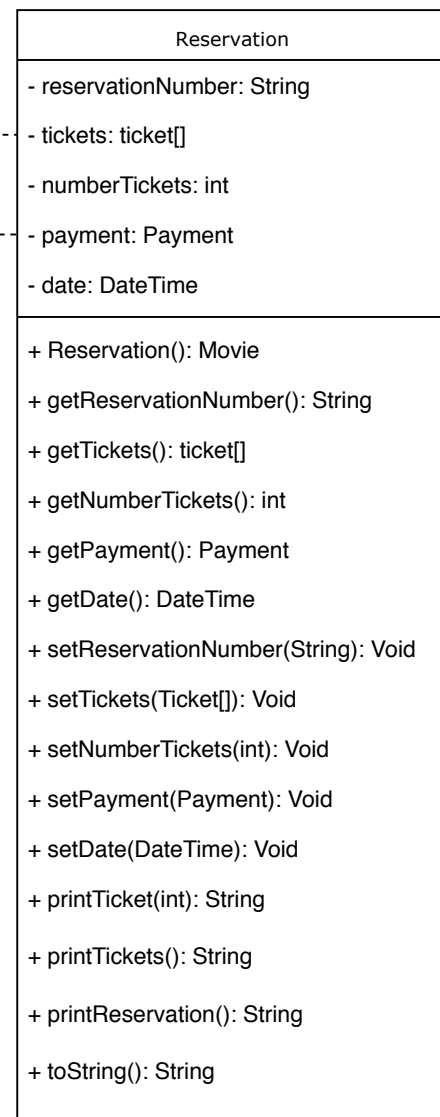 Reservation
- reservationNumber: String
- tickets: ticket[]
- numberTickets: int
- payment: Payment
- date: DateTime
+ Reservation(): Movie
+ getReservationNumber(): String
+ getTickets(): ticket[]
+ getNumberTickets(): int
+ getPayment(): Payment
+ getDate(): DateTime
+ setReservationNumber(String): Void
+ setTickets(Ticket[]): Void
+ setNumberTickets(int): Void
+ setPayment(Payment): Void
+ setDate(DateTime): Void
+ printTicket(int): String
+ printTickets(): String
+ printReservation(): String
+ toString(): String